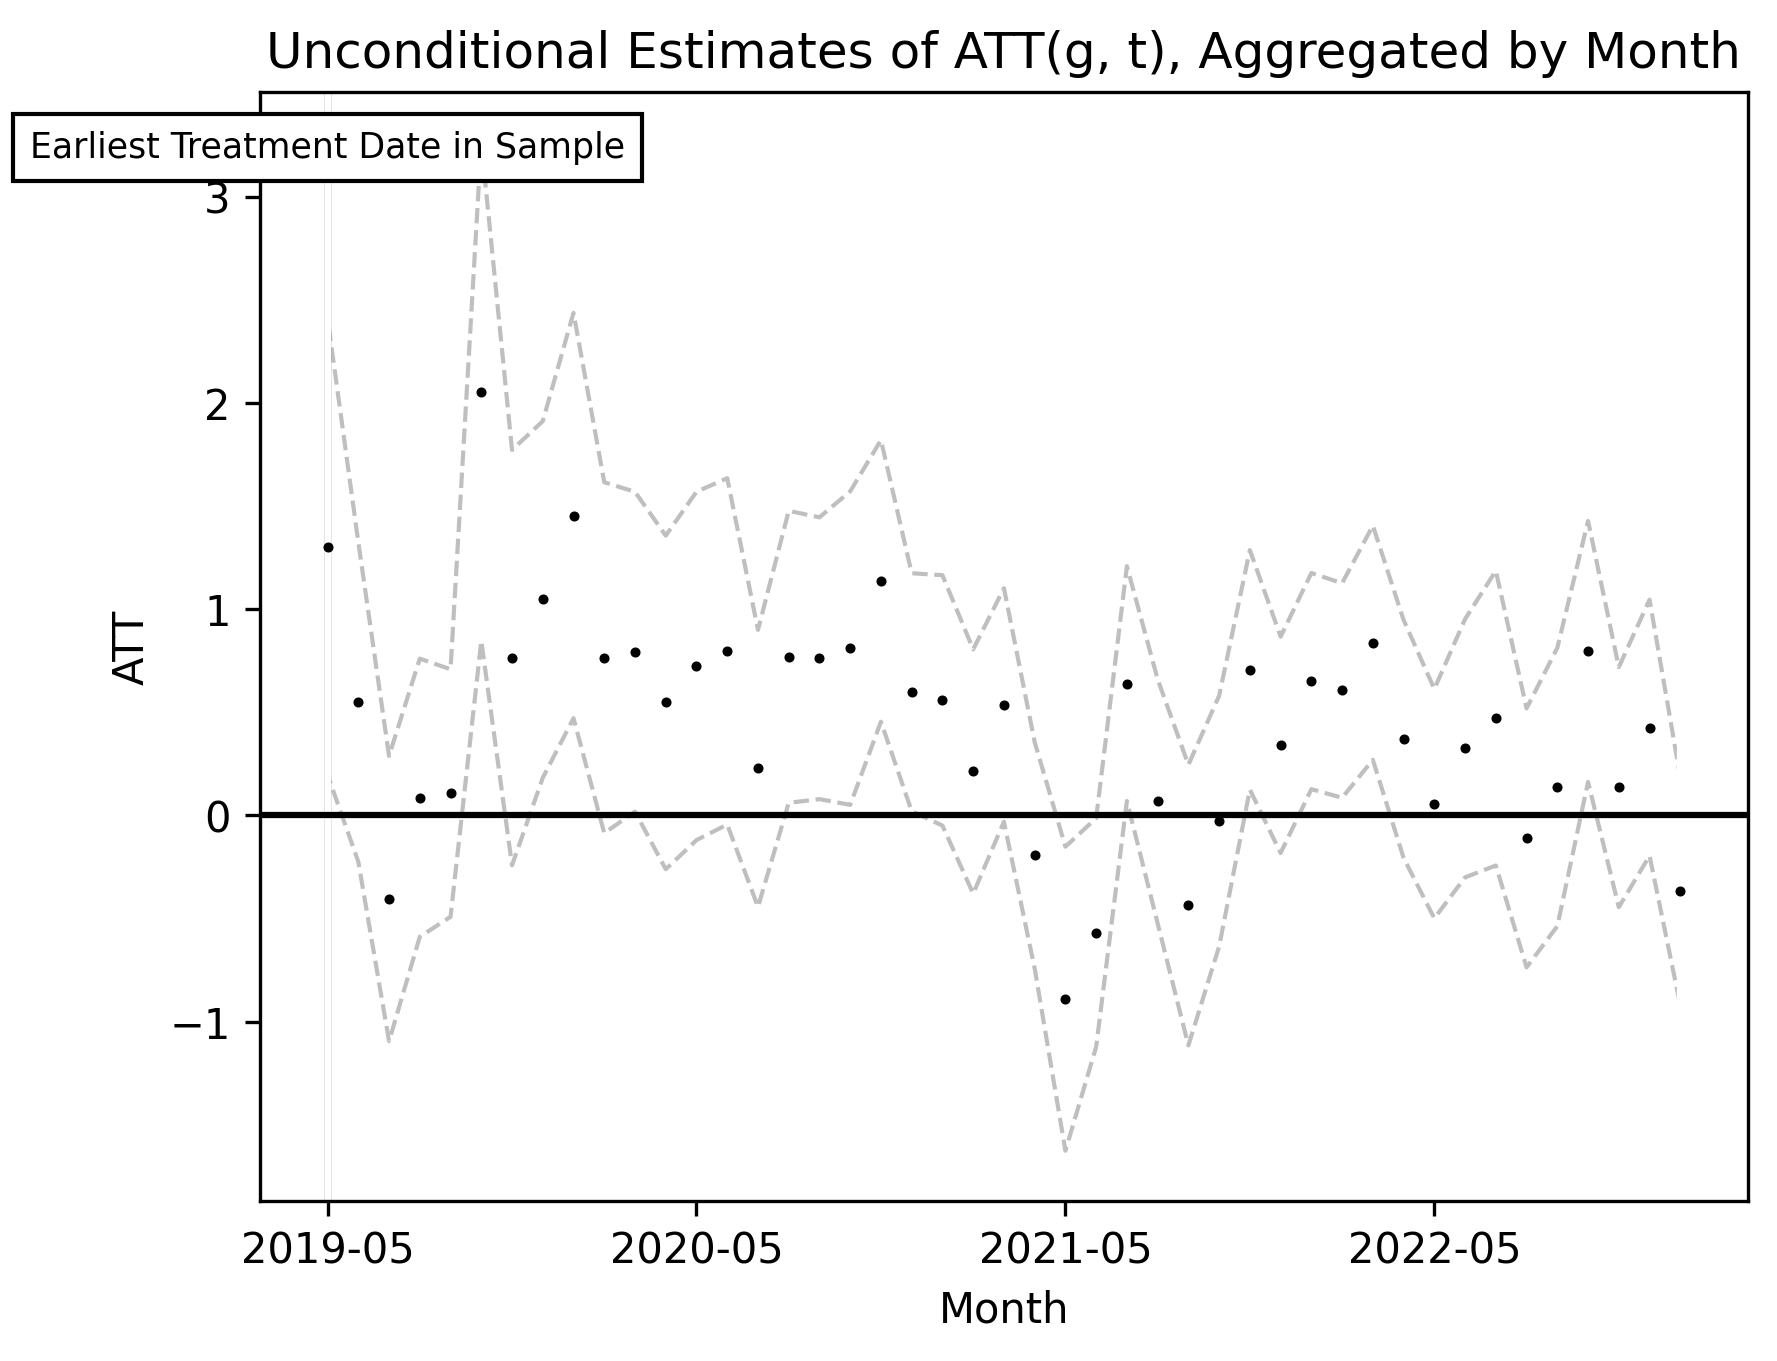 Unconditional Estimates of ATT(g, t), Aggregated by Month
Earliest Treatment Date in Sample
3
2
1
0
−1
ATT
2019-05
2020-05
2021-05
2022-05
Month